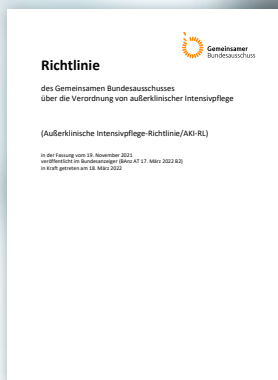 Gemeinsamer
Bundesausschuss
Richtlinie
des Gemeinsamen Bundesausschusses
über die Verordnung von außerklinischer Intensivpflege
(Außerklinische Intensivpflege-Richtlinie/AKI-RL)
in der Fassung vom 19. November 2021
veröffentlicht im Bundesanzeiger (BAnz AT 17. März 2022 B2)
in Kraft getreten am 18. März 2022